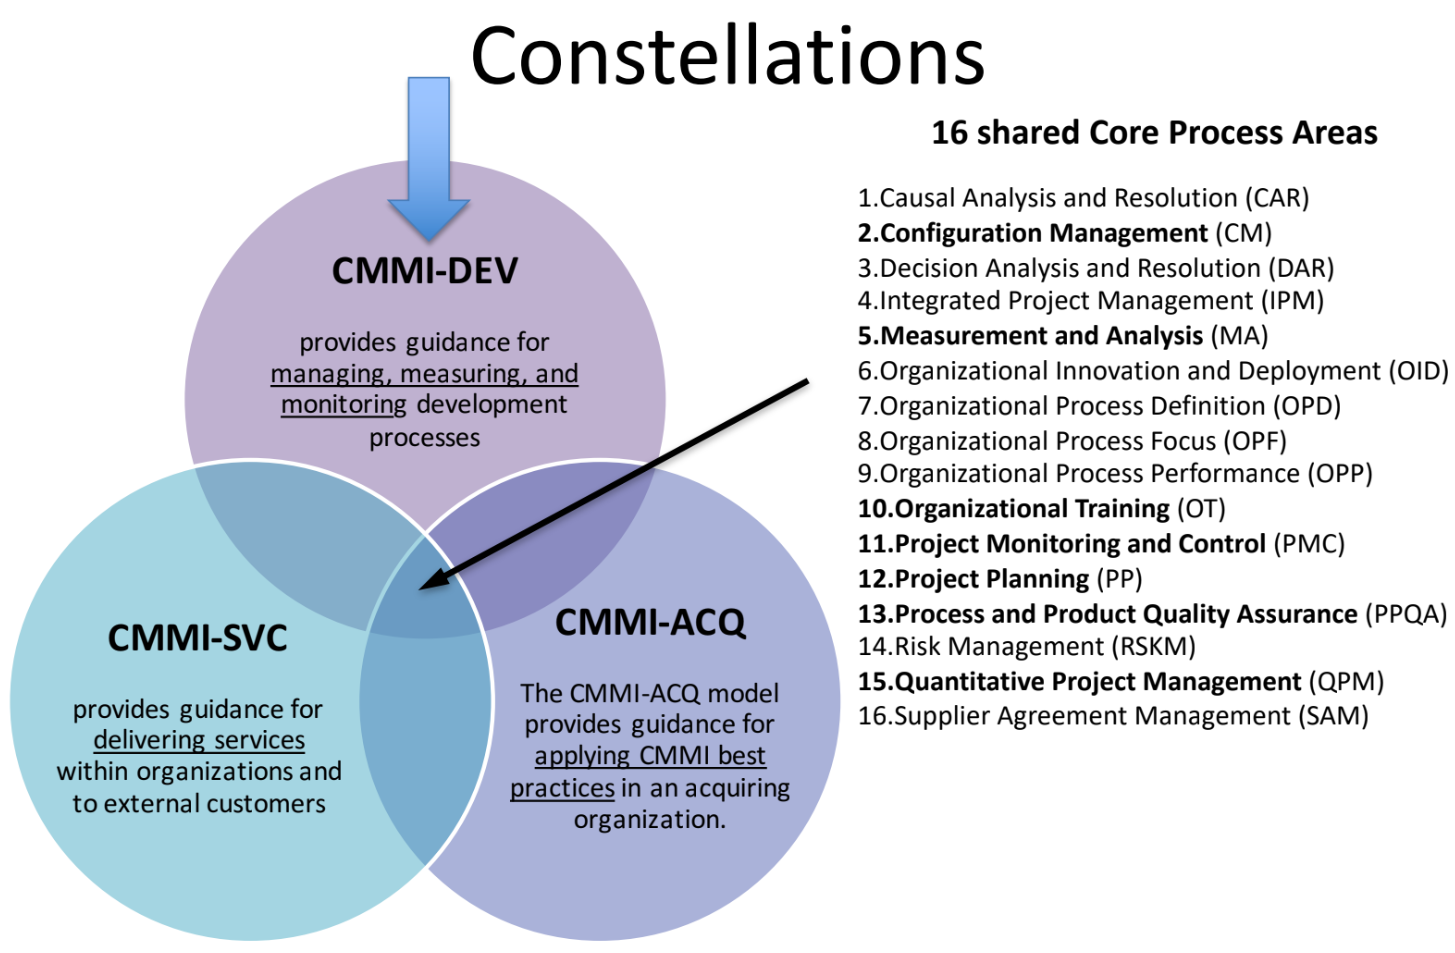 Constellations
16 shared Core Process Areas
1.Causal Analysis and Resolution (CAR)
2.Configuration Management (CM)
3.Decision Analysis and Resolution (DAR)
4.Integrated Project Management (IPM)
5.Measurement and Analysis (MA)
6.Organizational Innovation and Deployment (OID)
7.Organizational Process Definition (OPD)
8.Organizational Process Focus (OPF)
9.Organizational Process Performance (OPP)
10.Organizational Training (OT)
11.Project Monitoring and Control (PMC)
12.Project Planning (PP)
13.Process and Product Quality Assurance (PPQA)
14.Risk Management (RSKM)
15.Quantitative Project Management (QPM)
16.Supplier Agreement Management (SAM)
CMMI-DEV
provides guidance for
managing, measuring, and
monitoring development
processes
CMMI-SVC
provides guidance for
delivering services
within organizations and
to external customers
CMMI-ACQ
The CMMI-ACQ model
provides guidance for
applying CMMI best
practices in an acquiring
organization.